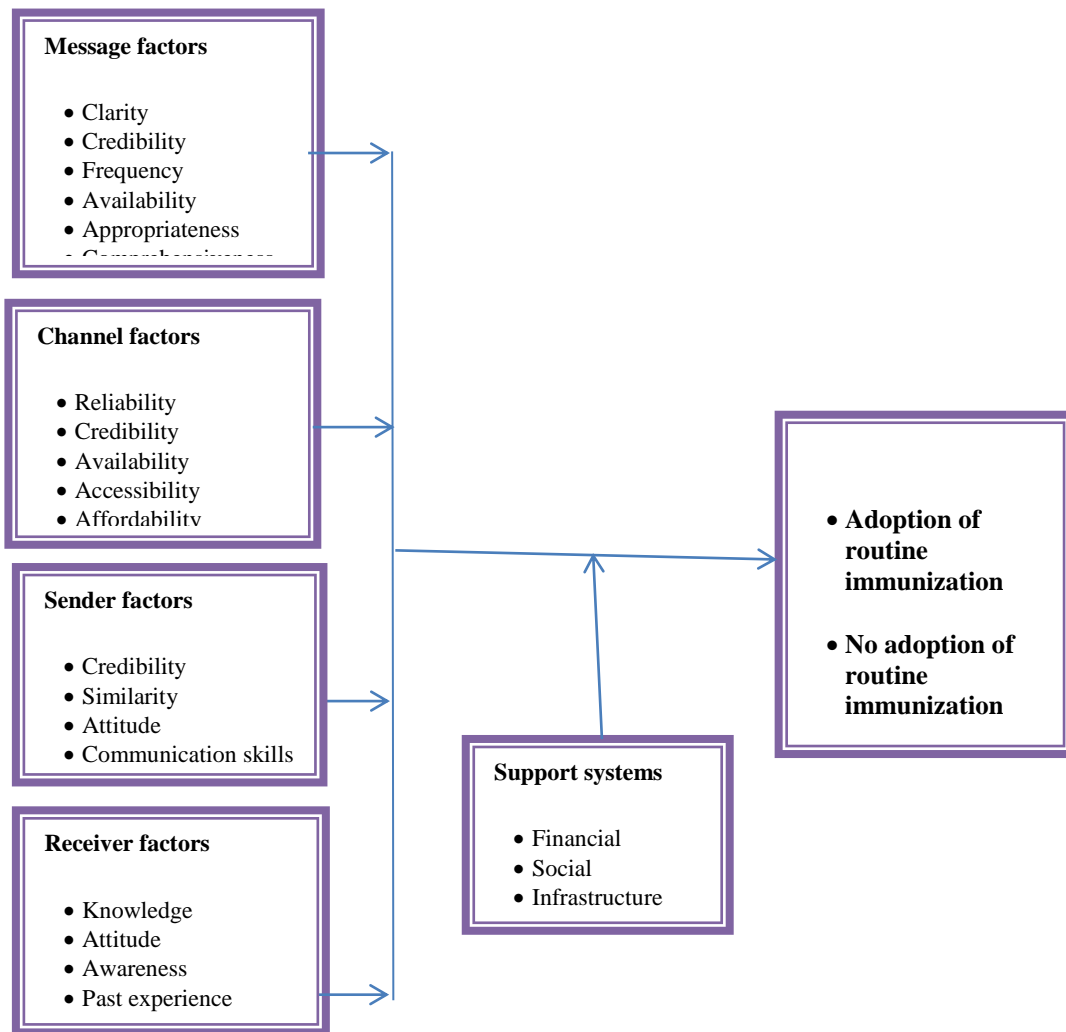 Message factors
• Clarity
• Credibility
• Frequency
• Availability
• Appropriateness
• Comprehensiveness
Channel factors
• Reliability
• Credibility
• Availability
• Accessibility
• Affordability
Sender factors
• Credibility
• Similarity
• Attitude
• Communication skills
Receiver factors
• Knowledge
• Attitude
• Awareness
• Past experience
Support systems
• Financial
• Social
• Infrastructure
• Adoption of
routine
immunization
• No adoption of
routine
immunization